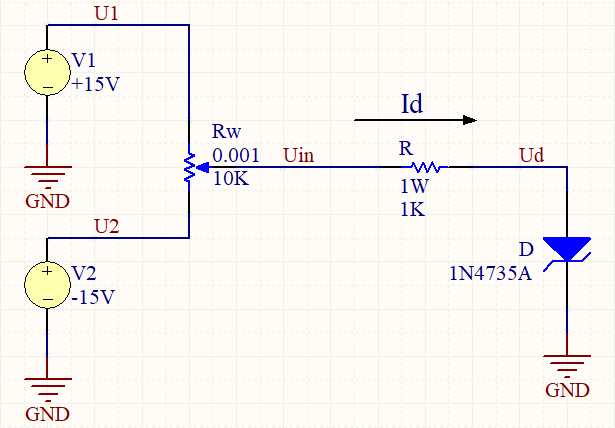 U1
V1
+15V
GND
Rw
0.001
10K
Uin
Id
R
1W
1K
Ud
U2
V2
-15V
GND
D
1N4735A
GND